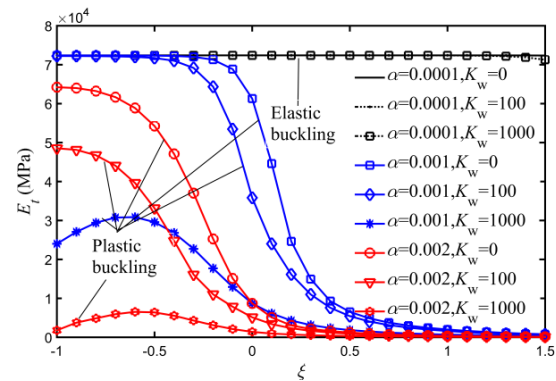 ×10⁴
8
7
6
5
4
3
2
1
0
E_t (MPa)
-1 -0.5 0 0.5 1 1.5
ξ
Elastic
buckling
Plastic
buckling
α=0.0001,K_w=0
α=0.0001,K_w=100
α=0.0001,K_w=1000
α=0.001,K_w=0
α=0.001,K_w=100
α=0.001,K_w=1000
α=0.002,K_w=0
α=0.002,K_w=100
α=0.002,K_w=1000